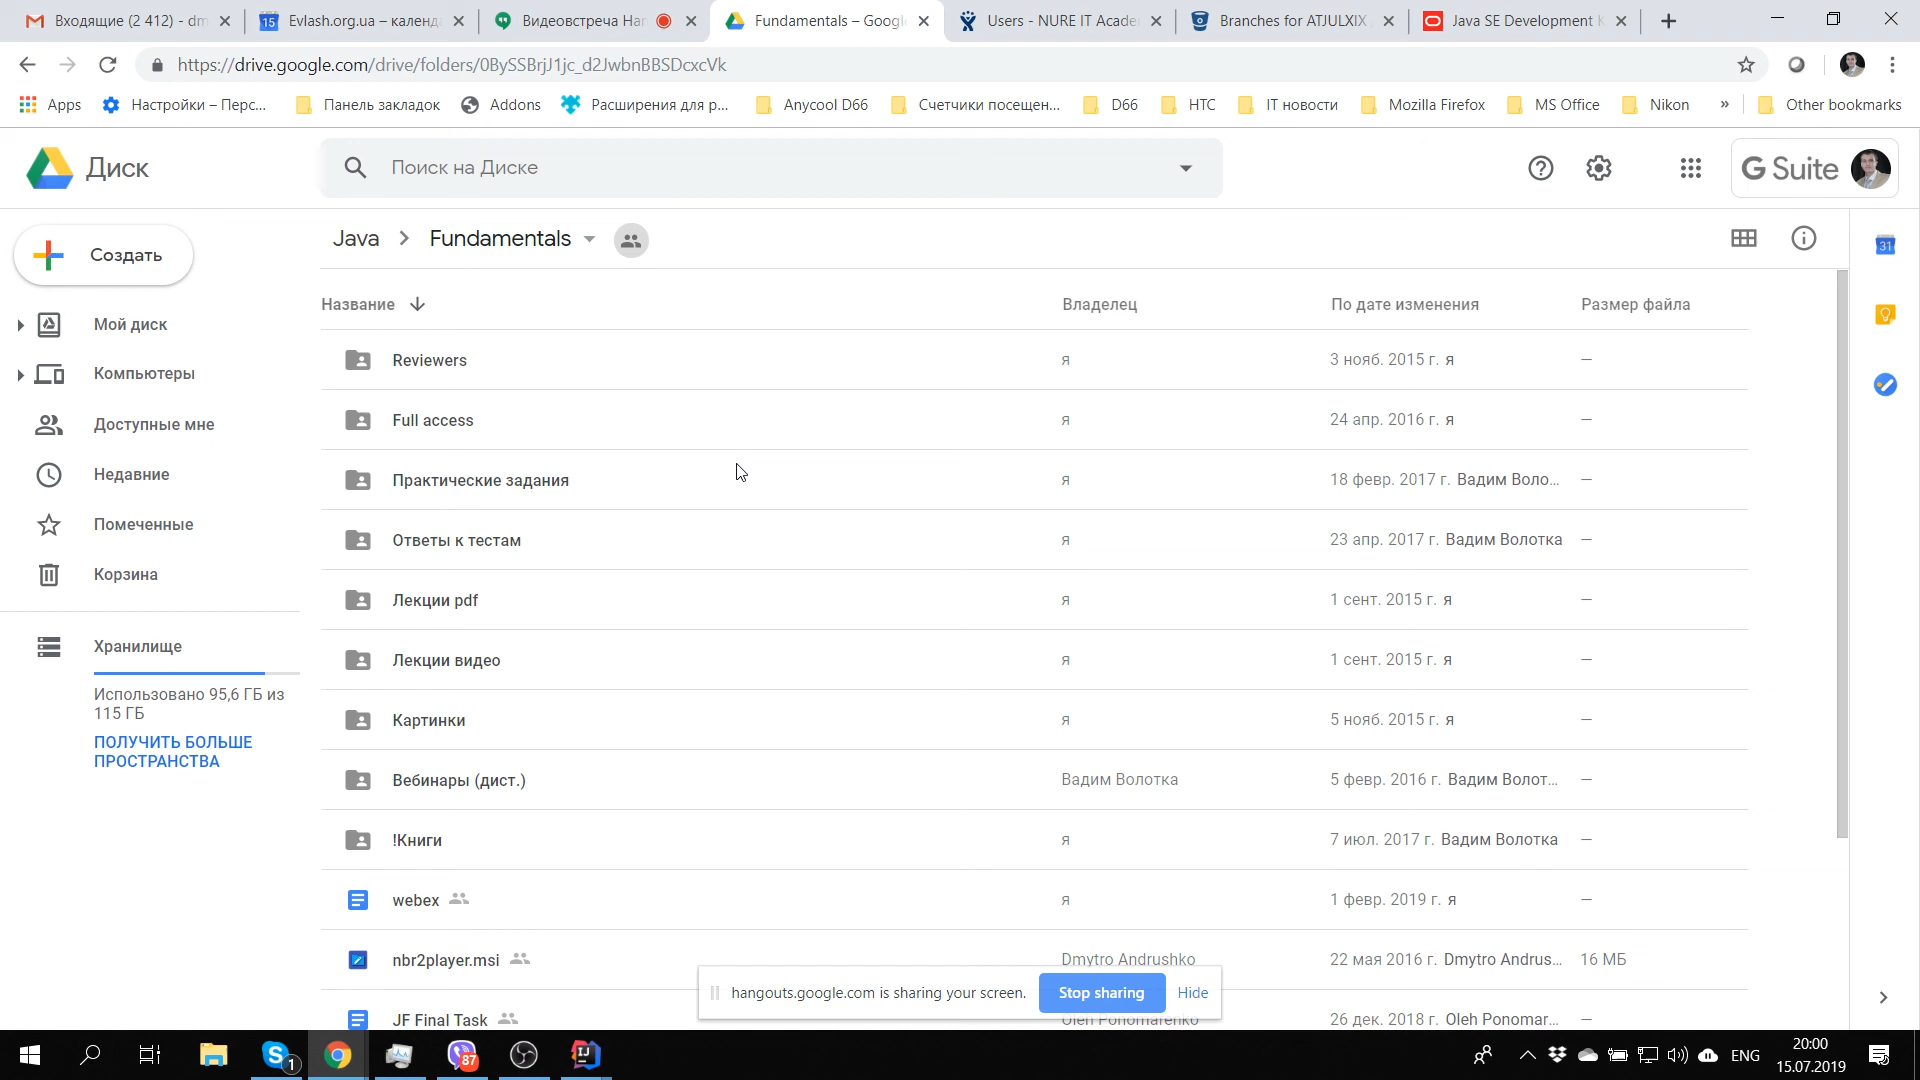 Входящие (2 412) - dm
Evlash.org.ua – календа
Видеовстреча Han
Fundamentals – Google
Users - NURE IT Acade
Branches for ATJULXIX
Java SE Development K
https://drive.google.com/drive/folders/0BySSBrjJ1jc_d2JwbnBBSDcxcVk
Apps
Настройки – Перс...
Панель закладок
Addons
Расширения для р...
Anycool D66
Счетчики посещен...
D66
HTC
IT новости
Mozilla Firefox
MS Office
Nikon
»
Other bookmarks
Диск
Поиск на Диске
G Suite
Создать
Мой диск
Компьютеры
Доступные мне
Недавние
Помеченные
Корзина
Хранилище
Использовано 95,6 ГБ из
115 ГБ
ПОЛУЧИТЬ БОЛЬШЕ
ПРОСТРАНСТВА
Java > Fundamentals
Название Владелец По дате изменения Размер файла
Reviewers я 3 нояб. 2015 г. я —
Full access я 24 апр. 2016 г. я —
Практические задания я 18 февр. 2017 г. Вадим Воло... —
Ответы к тестам я 23 апр. 2017 г. Вадим Волотка —
Лекции pdf я 1 сент. 2015 г. я —
Лекции видео я 1 сент. 2015 г. я —
Картинки я 5 нояб. 2015 г. я —
Вебинары (дист.) Вадим Волотка 5 февр. 2016 г. Вадим Волот... —
!Книги я 7 июл. 2017 г. Вадим Волотка —
webex я 1 февр. 2019 г. я —
nbr2player.msi Dmytro Andrushko 22 мая 2016 г. Dmytro Andrus... 16 МБ
JF Final Task Oleh Ponomarenko 26 дек. 2018 г. Oleh Ponomar... —
hangouts.google.com is sharing your screen. Stop sharing Hide
31
1
87
ENG
20:00
15.07.2019